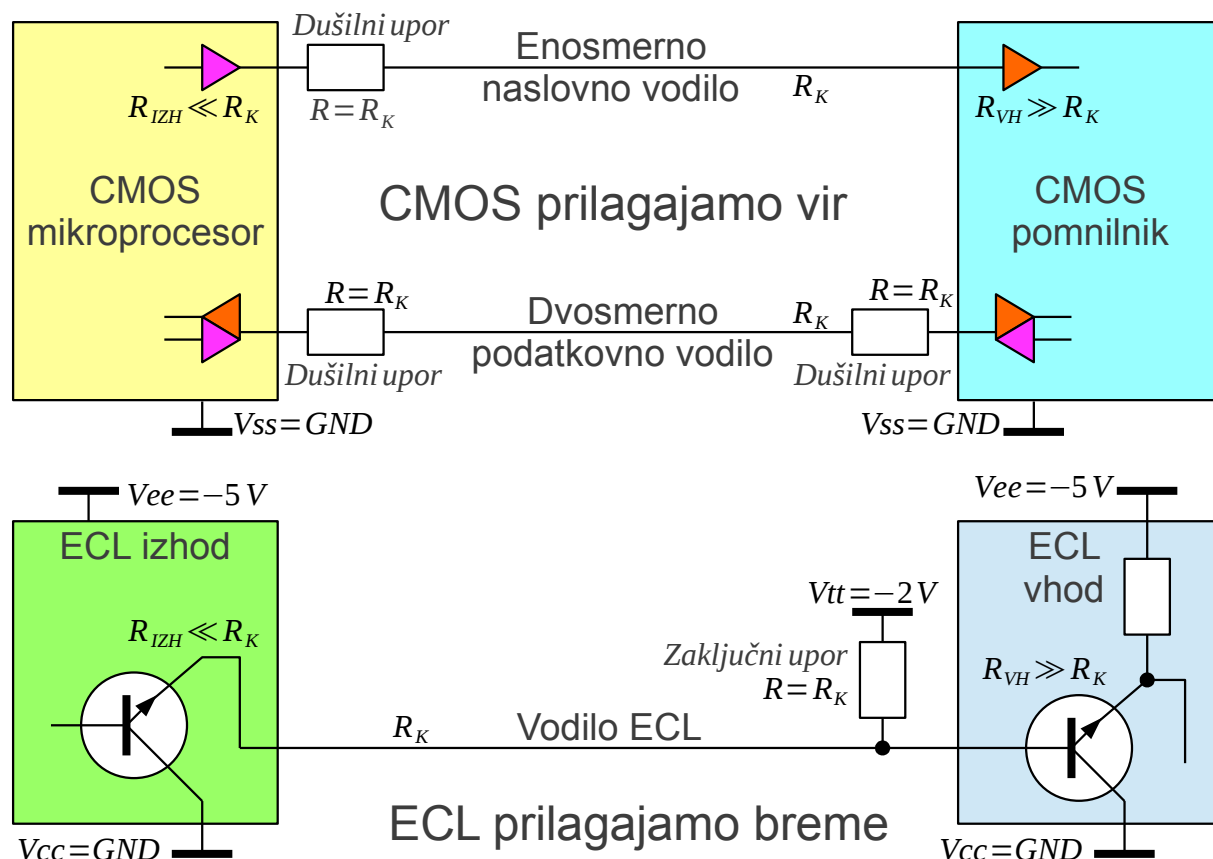 Dušilni upor
Enosmerno
naslovno vodilo
R_IZH ≪ R_K
R = R_K
R_K
R_VH ≫ R_K
CMOS
mikroprocesor
CMOS prilagajamo vir
CMOS
pomnilnik
R = R_K
Dvosmerno
podatkovno vodilo
R_K
R = R_K
Dušilni upor
Dušilni upor
Vss = GND
Vss = GND
Vee = −5 V
Vee = −5 V
ECL izhod
ECL
vhod
Vtt = −2 V
R_IZH ≪ R_K
Zaključni upor
R = R_K
R_VH ≫ R_K
R_K
Vodilo ECL
ECL prilagajamo breme
Vcc = GND
Vcc = GND